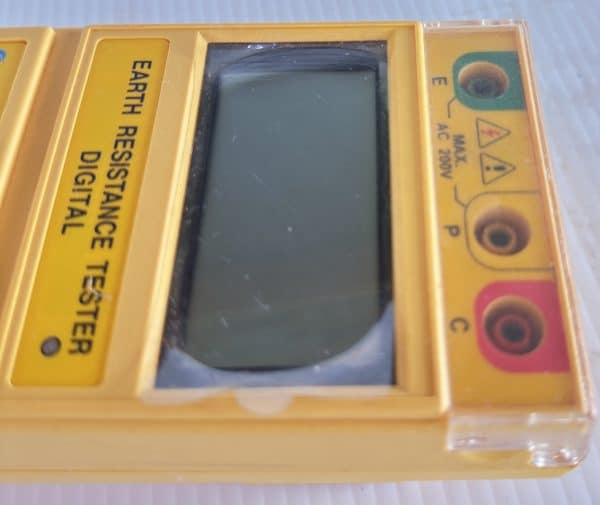 EARTH RESISTANCE TESTER
DIGITAL
E
MAX.
AC 200V
P
C